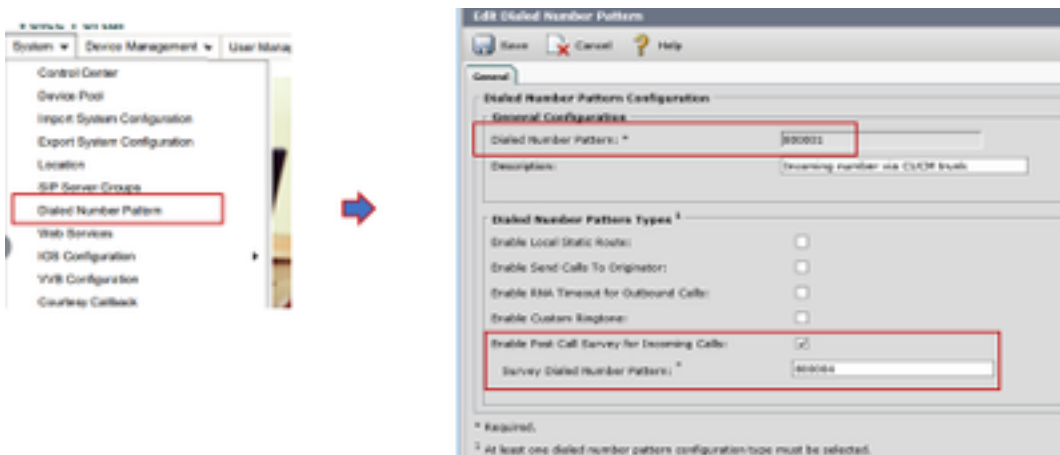 System Device Management User Manag
Control Center
Device Pool
Import System Configuration
Export System Configuration
Location
SIP Server Groups
Dialed Number Pattern
Web Services
IOS Configuration
VVB Configuration
Courtesy Callback
Edit Dialed Number Pattern
Save Cancel Help
General
Dialed Number Pattern Configuration
General Configuration
Dialed Number Pattern: *
Description: Incoming number via CUCM trunk
Dialed Number Pattern Types 1
Enable Local Static Route:
Enable Send Calls To Originator:
Enable RNA Timeout for Outbound Calls:
Enable Custom Ringtone:
Enable Post Call Survey for Incoming Calls:
Survey Dialed Number Pattern: *
* Required.
1 At least one dialed number pattern configuration type must be selected.